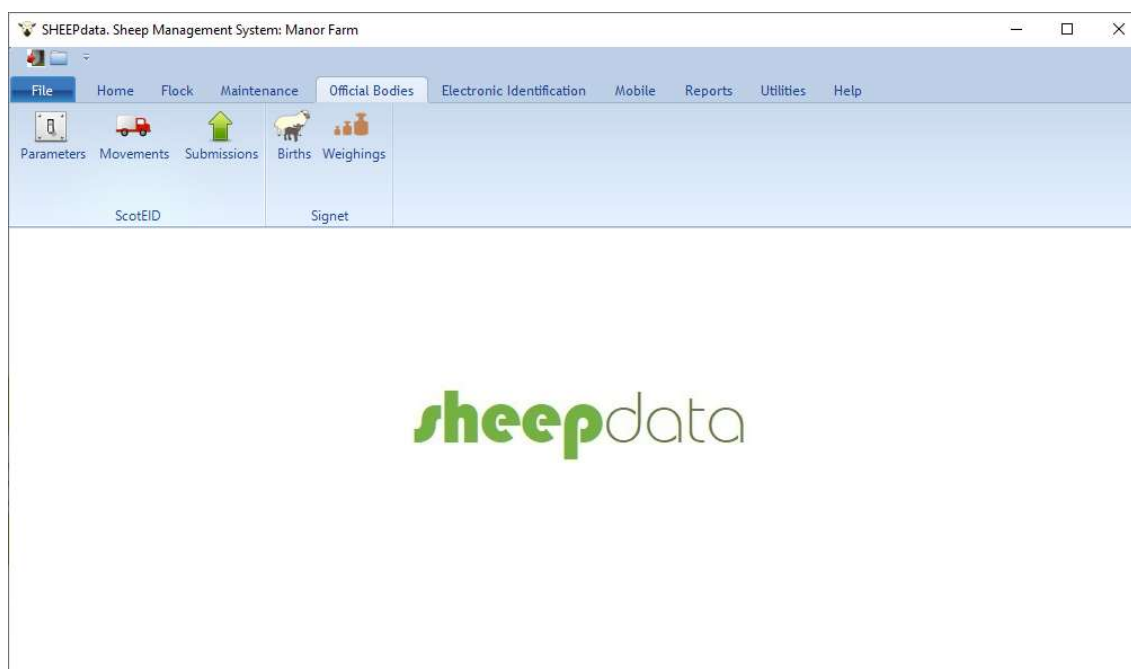 SHEEPdata. Sheep Management System: Manor Farm
File Home Flock Maintenance Official Bodies Electronic Identification Mobile Reports Utilities Help
Parameters Movements Submissions Births Weighings
ScotEID Signet
sheepdata